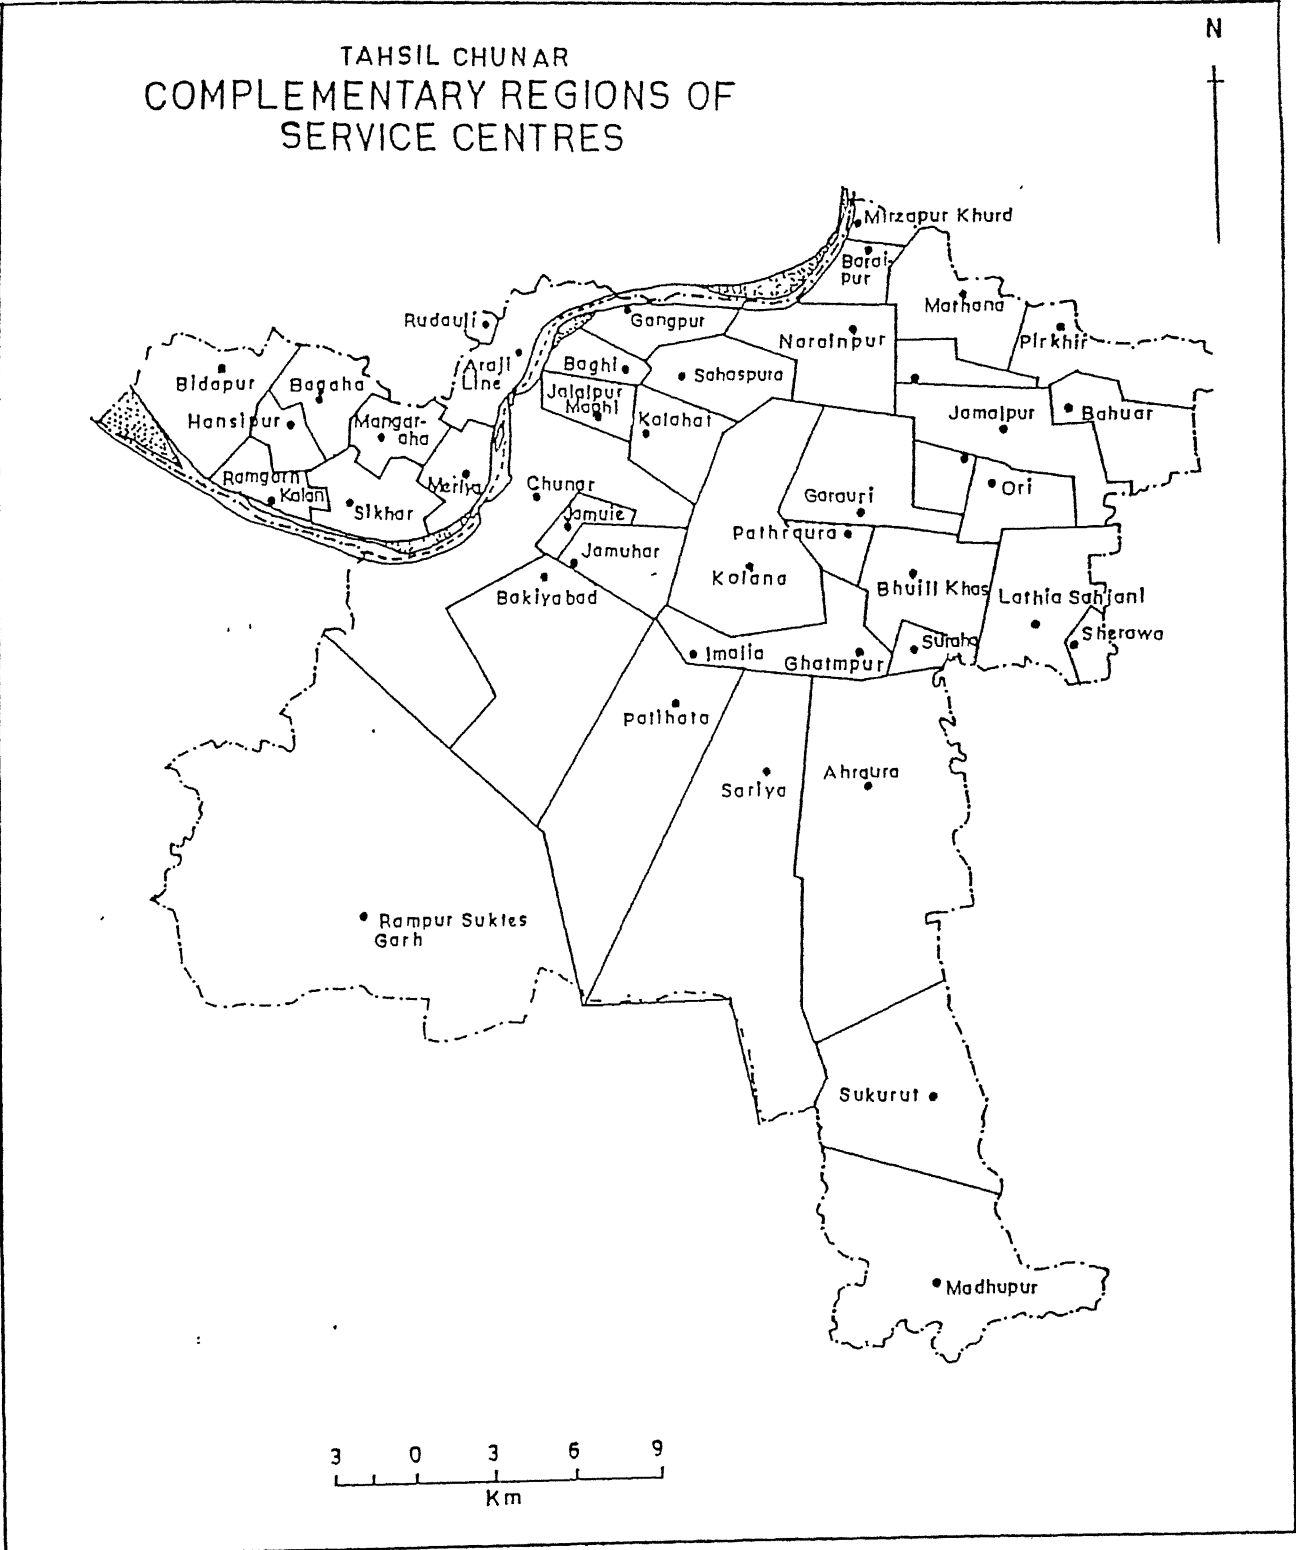 N
TAHSIL CHUNAR
COMPLEMENTARY REGIONS OF
SERVICE CENTRES
Mirzapur Khurd
Barai-
pur
Mathana
Rudauli
Gangpur
Narainpur
Pirkhir
Araji
Line
Baghi
Sahaspura
Bidapur
Bagaha
Jalalpur
Maghi
Hansipur
Mangar-
aha
Kalahat
Jamalpur
Bahuar
Ramgarh
Kalan
Meriya
Sikhar
Chunar
Jamuie
Garauri
Ori
Pathraura
Jamuhar
Kolana
Bakiyabad
Bhuili Khas
Lathia Sahjani
Sherawa
Imalia
Ghatmpur
Suraha
Patihata
Sariya
Ahraura
Rampur Suktes
Garh
Sukurut
Madhupur
3 0 3 6 9
Km